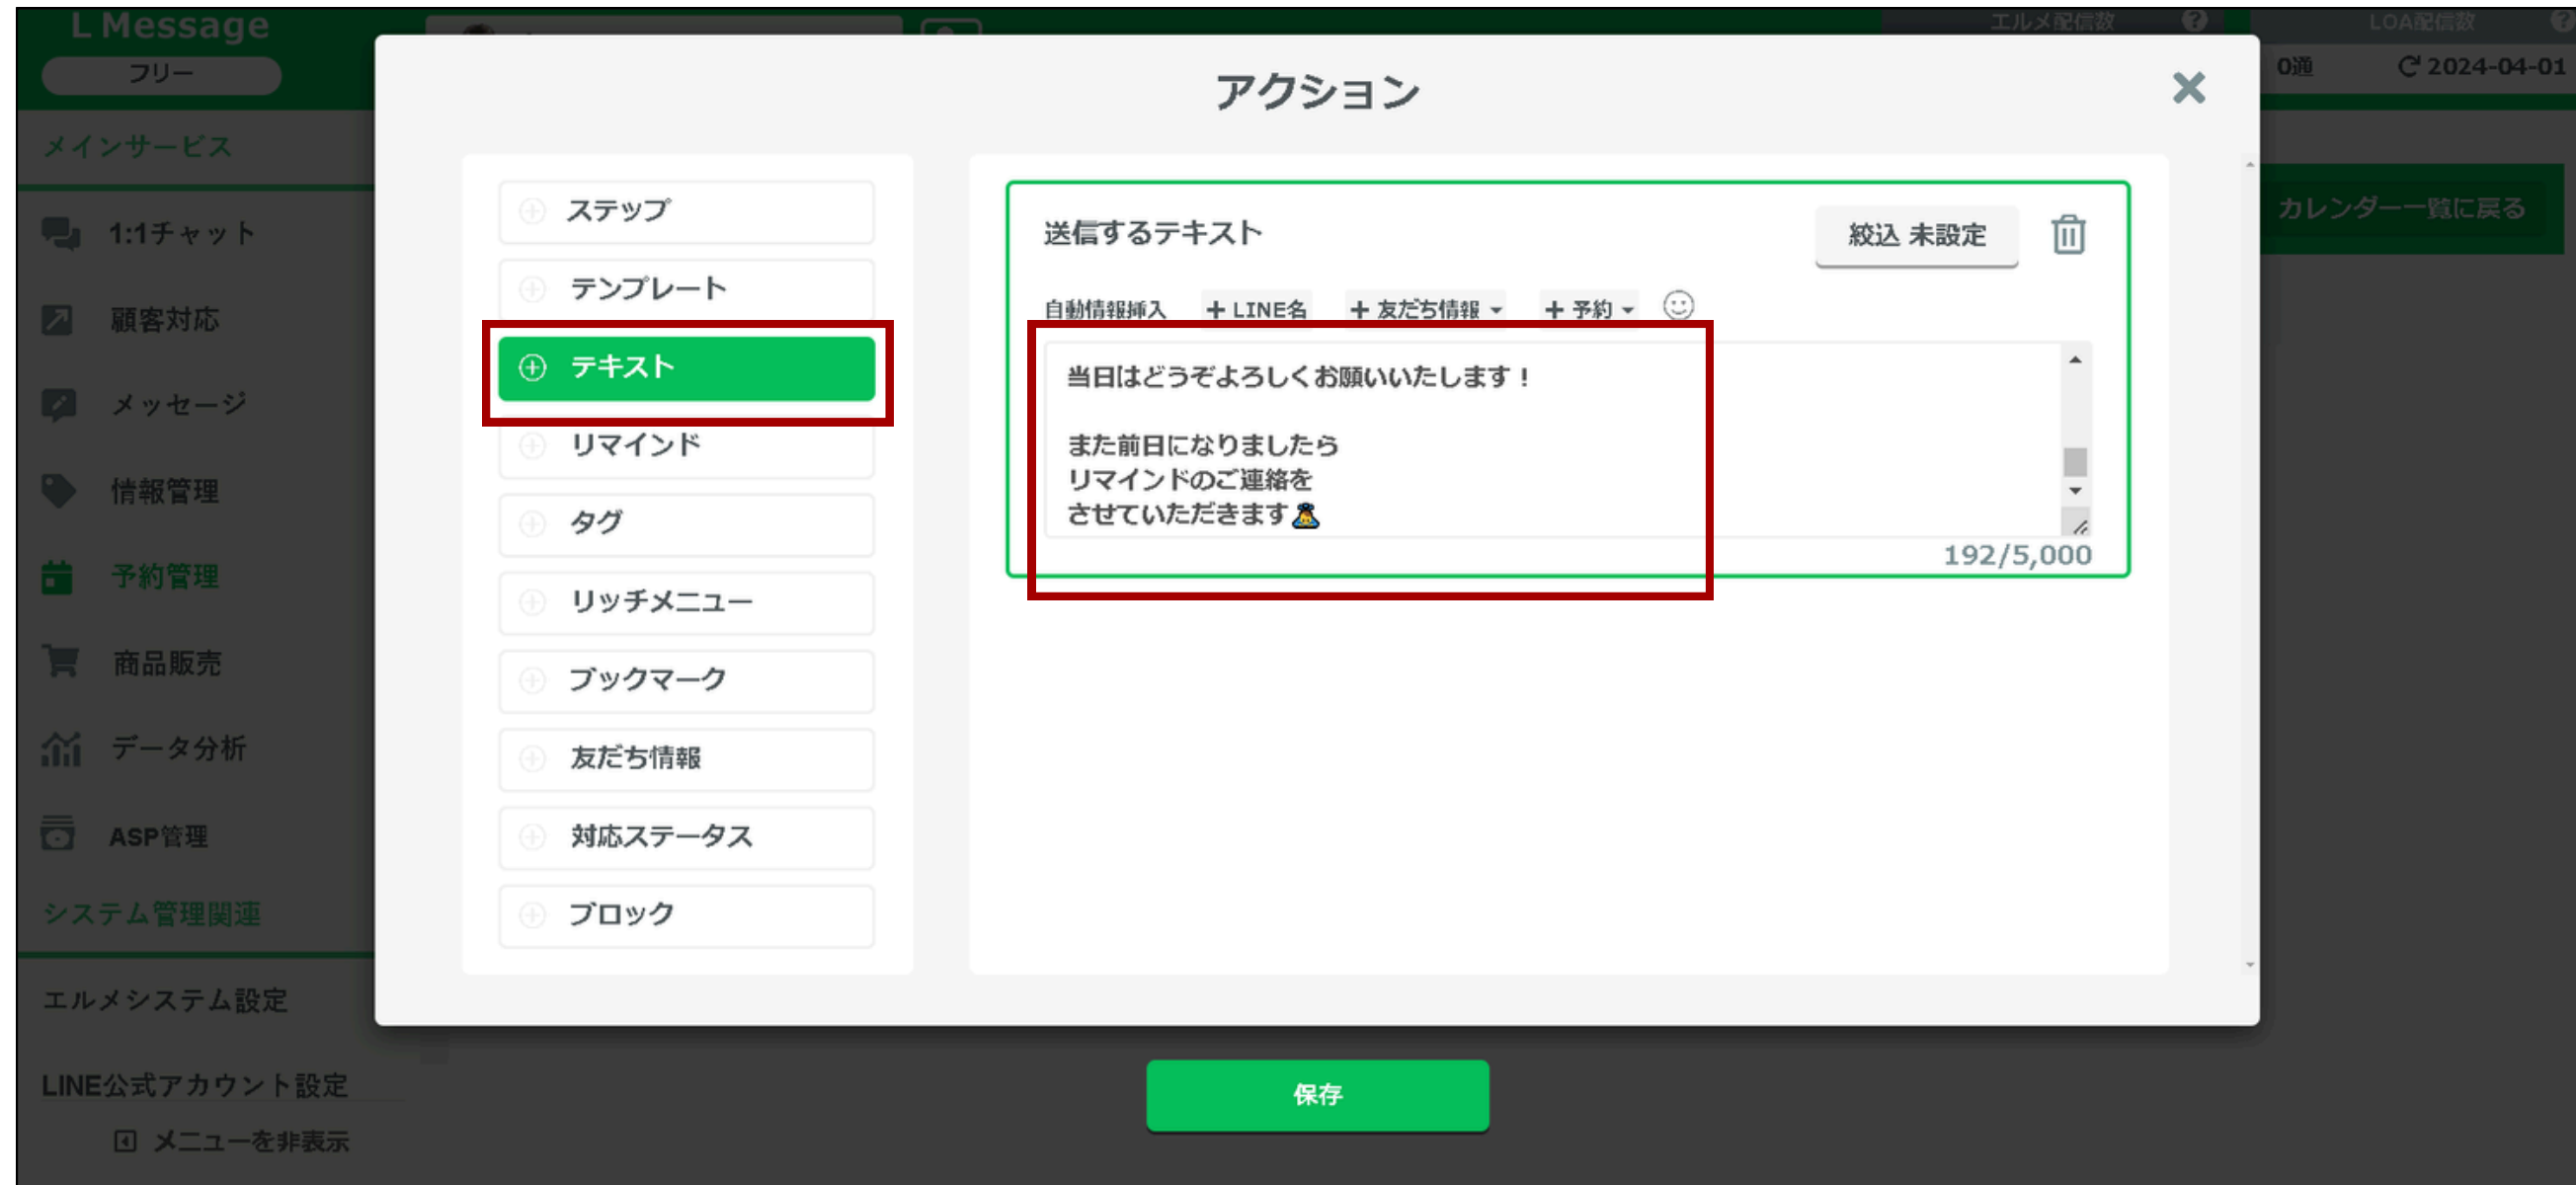 L Message
フリー
エルメ配信数
LOA配信数
0通
2024-04-01
メインサービス
1:1チャット
顧客対応
メッセージ
情報管理
予約管理
商品販売
データ分析
ASP管理
システム管理関連
エルメシステム設定
LINE公式アカウント設定
メニューを非表示
カレンダー一覧に戻る
アクション
ステップ
テンプレート
テキスト
リマインド
タグ
リッチメニュー
ブックマーク
友だち情報
対応ステータス
ブロック
送信するテキスト
絞込 未設定
自動情報挿入 +LINE名 +友だち情報 +予約
当日はどうぞよろしくお願いいたします！
また前日になりましたら
リマインドのご連絡を
させていただきます🙇
192/5,000
保存